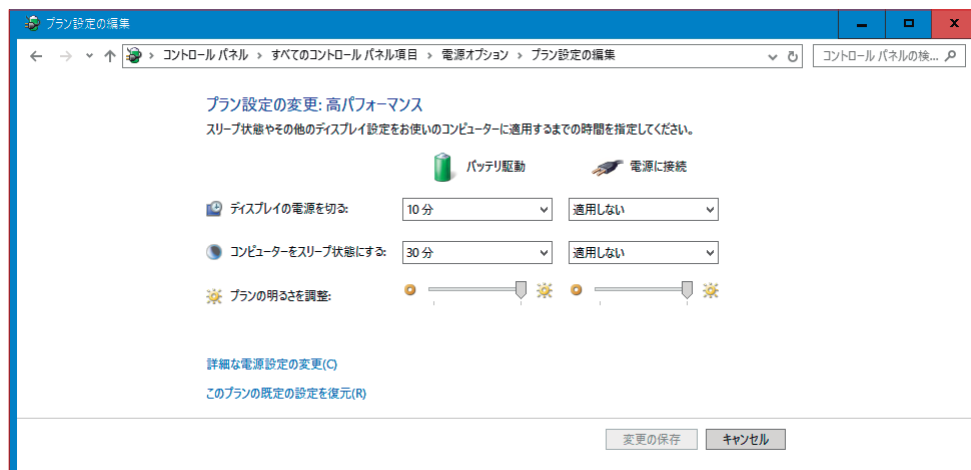 プラン設定の編集
コントロール パネル › すべてのコントロール パネル項目 › 電源オプション › プラン設定の編集
コントロール パネルの検...
プラン設定の変更: 高パフォーマンス
スリープ状態やその他のディスプレイ設定をお使いのコンピューターに適用するまでの時間を指定してください。
バッテリ駆動 電源に接続
ディスプレイの電源を切る: 10 分 適用しない
コンピューターをスリープ状態にする: 30 分 適用しない
プランの明るさを調整:
詳細な電源設定の変更(C)
このプランの既定の設定を復元(R)
変更の保存 キャンセル